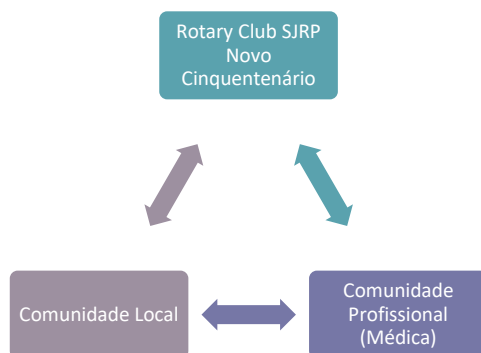 Rotary Club SJRP
Novo
Cinquentenário
Comunidade Local
Comunidade
Profissional
(Médica)